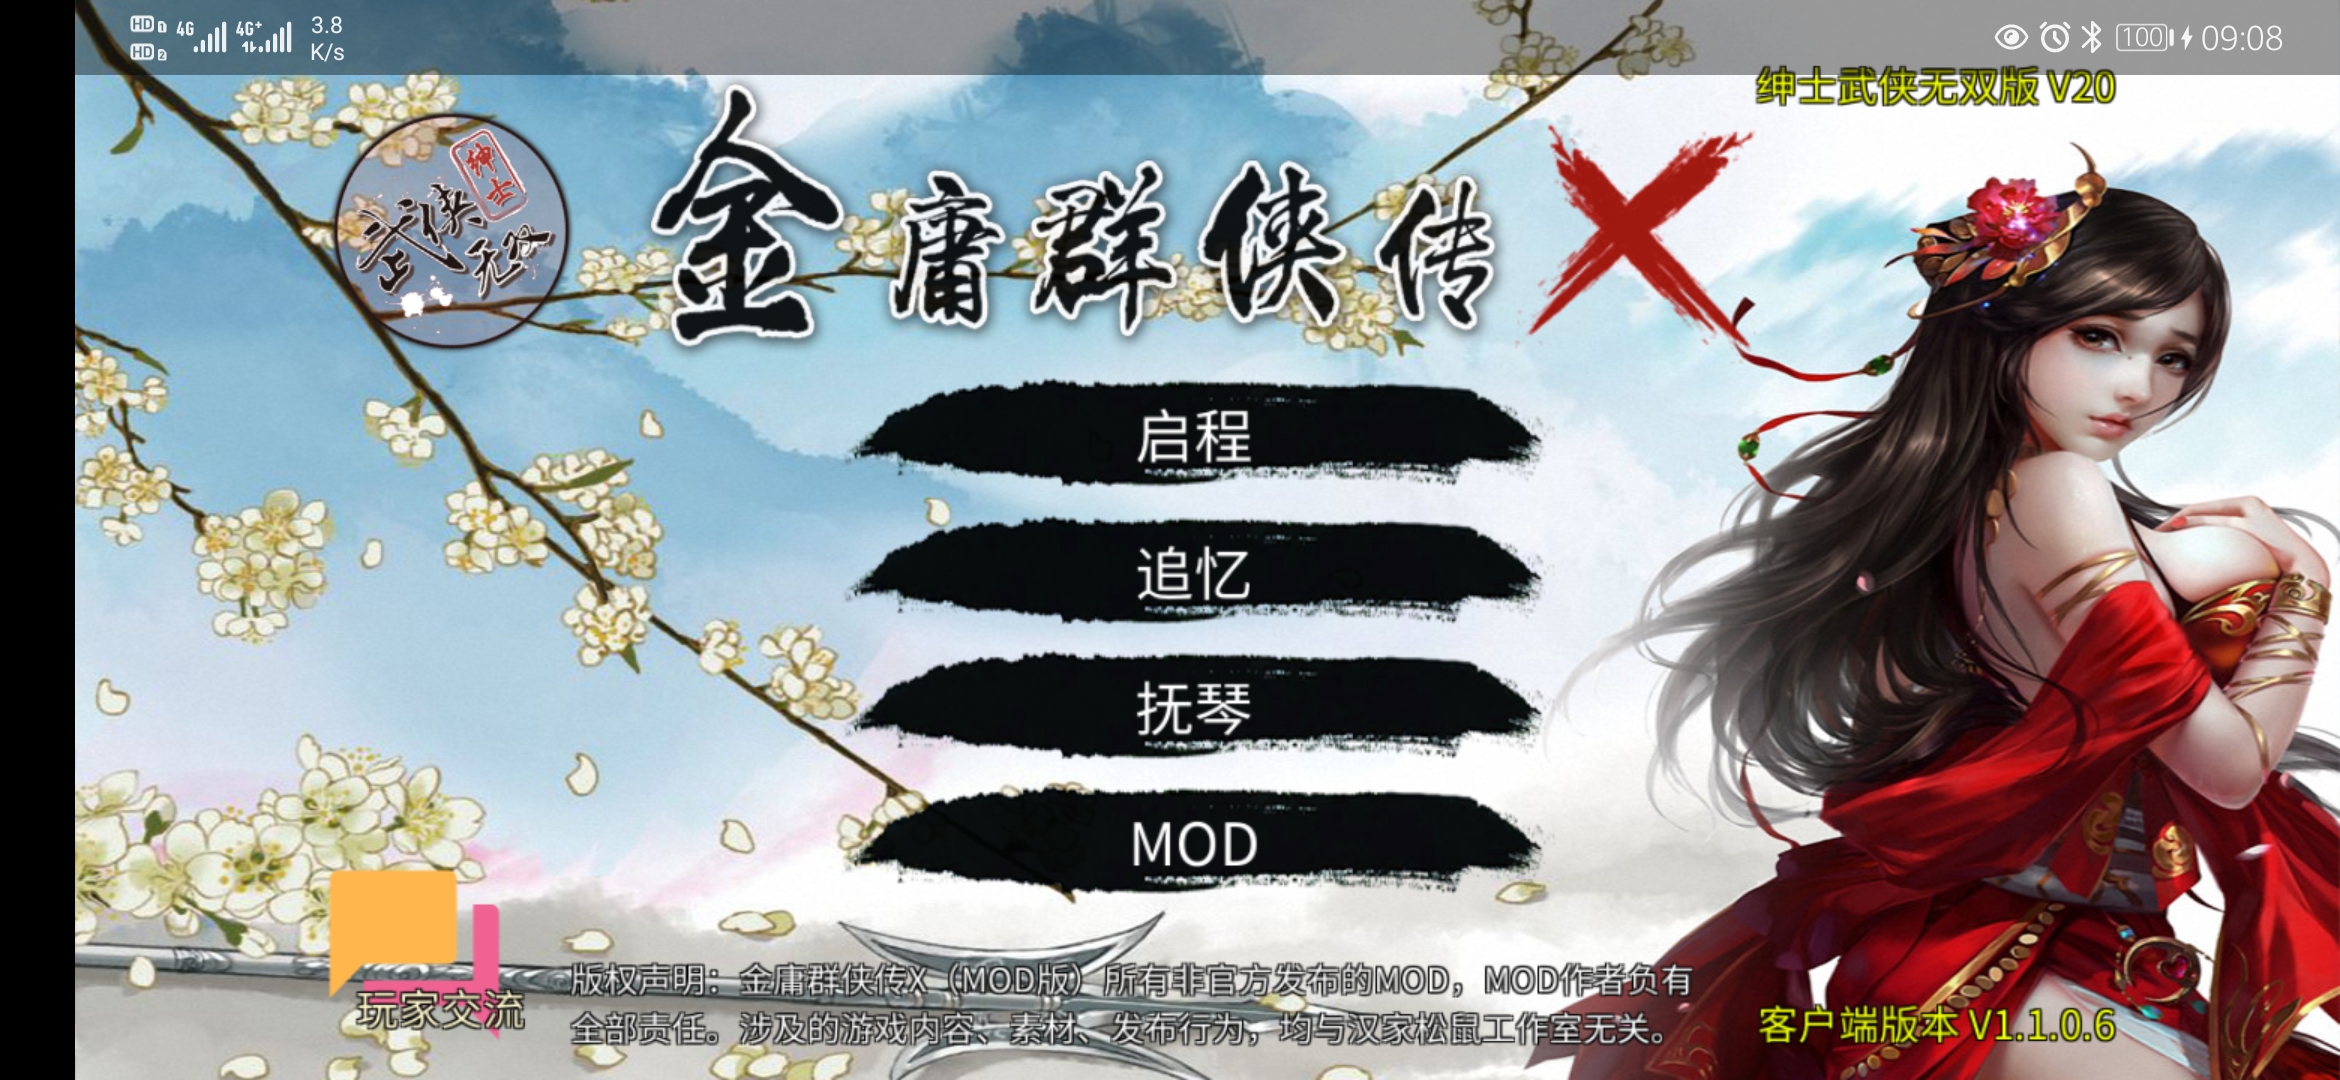 HD 1 4G 4G+ 3.8
HD 2 K/s
100 09:08
绅士武侠无双版 V20
绅士
武侠
无双
金庸群侠传X
启程
追忆
抚琴
MOD
玩家交流
版权声明：金庸群侠传X（MOD版）所有非官方发布的MOD，MOD作者负有
全部责任。涉及的游戏内容、素材、发布行为，均与汉家松鼠工作室无关。
客户端版本 V1.1.0.6